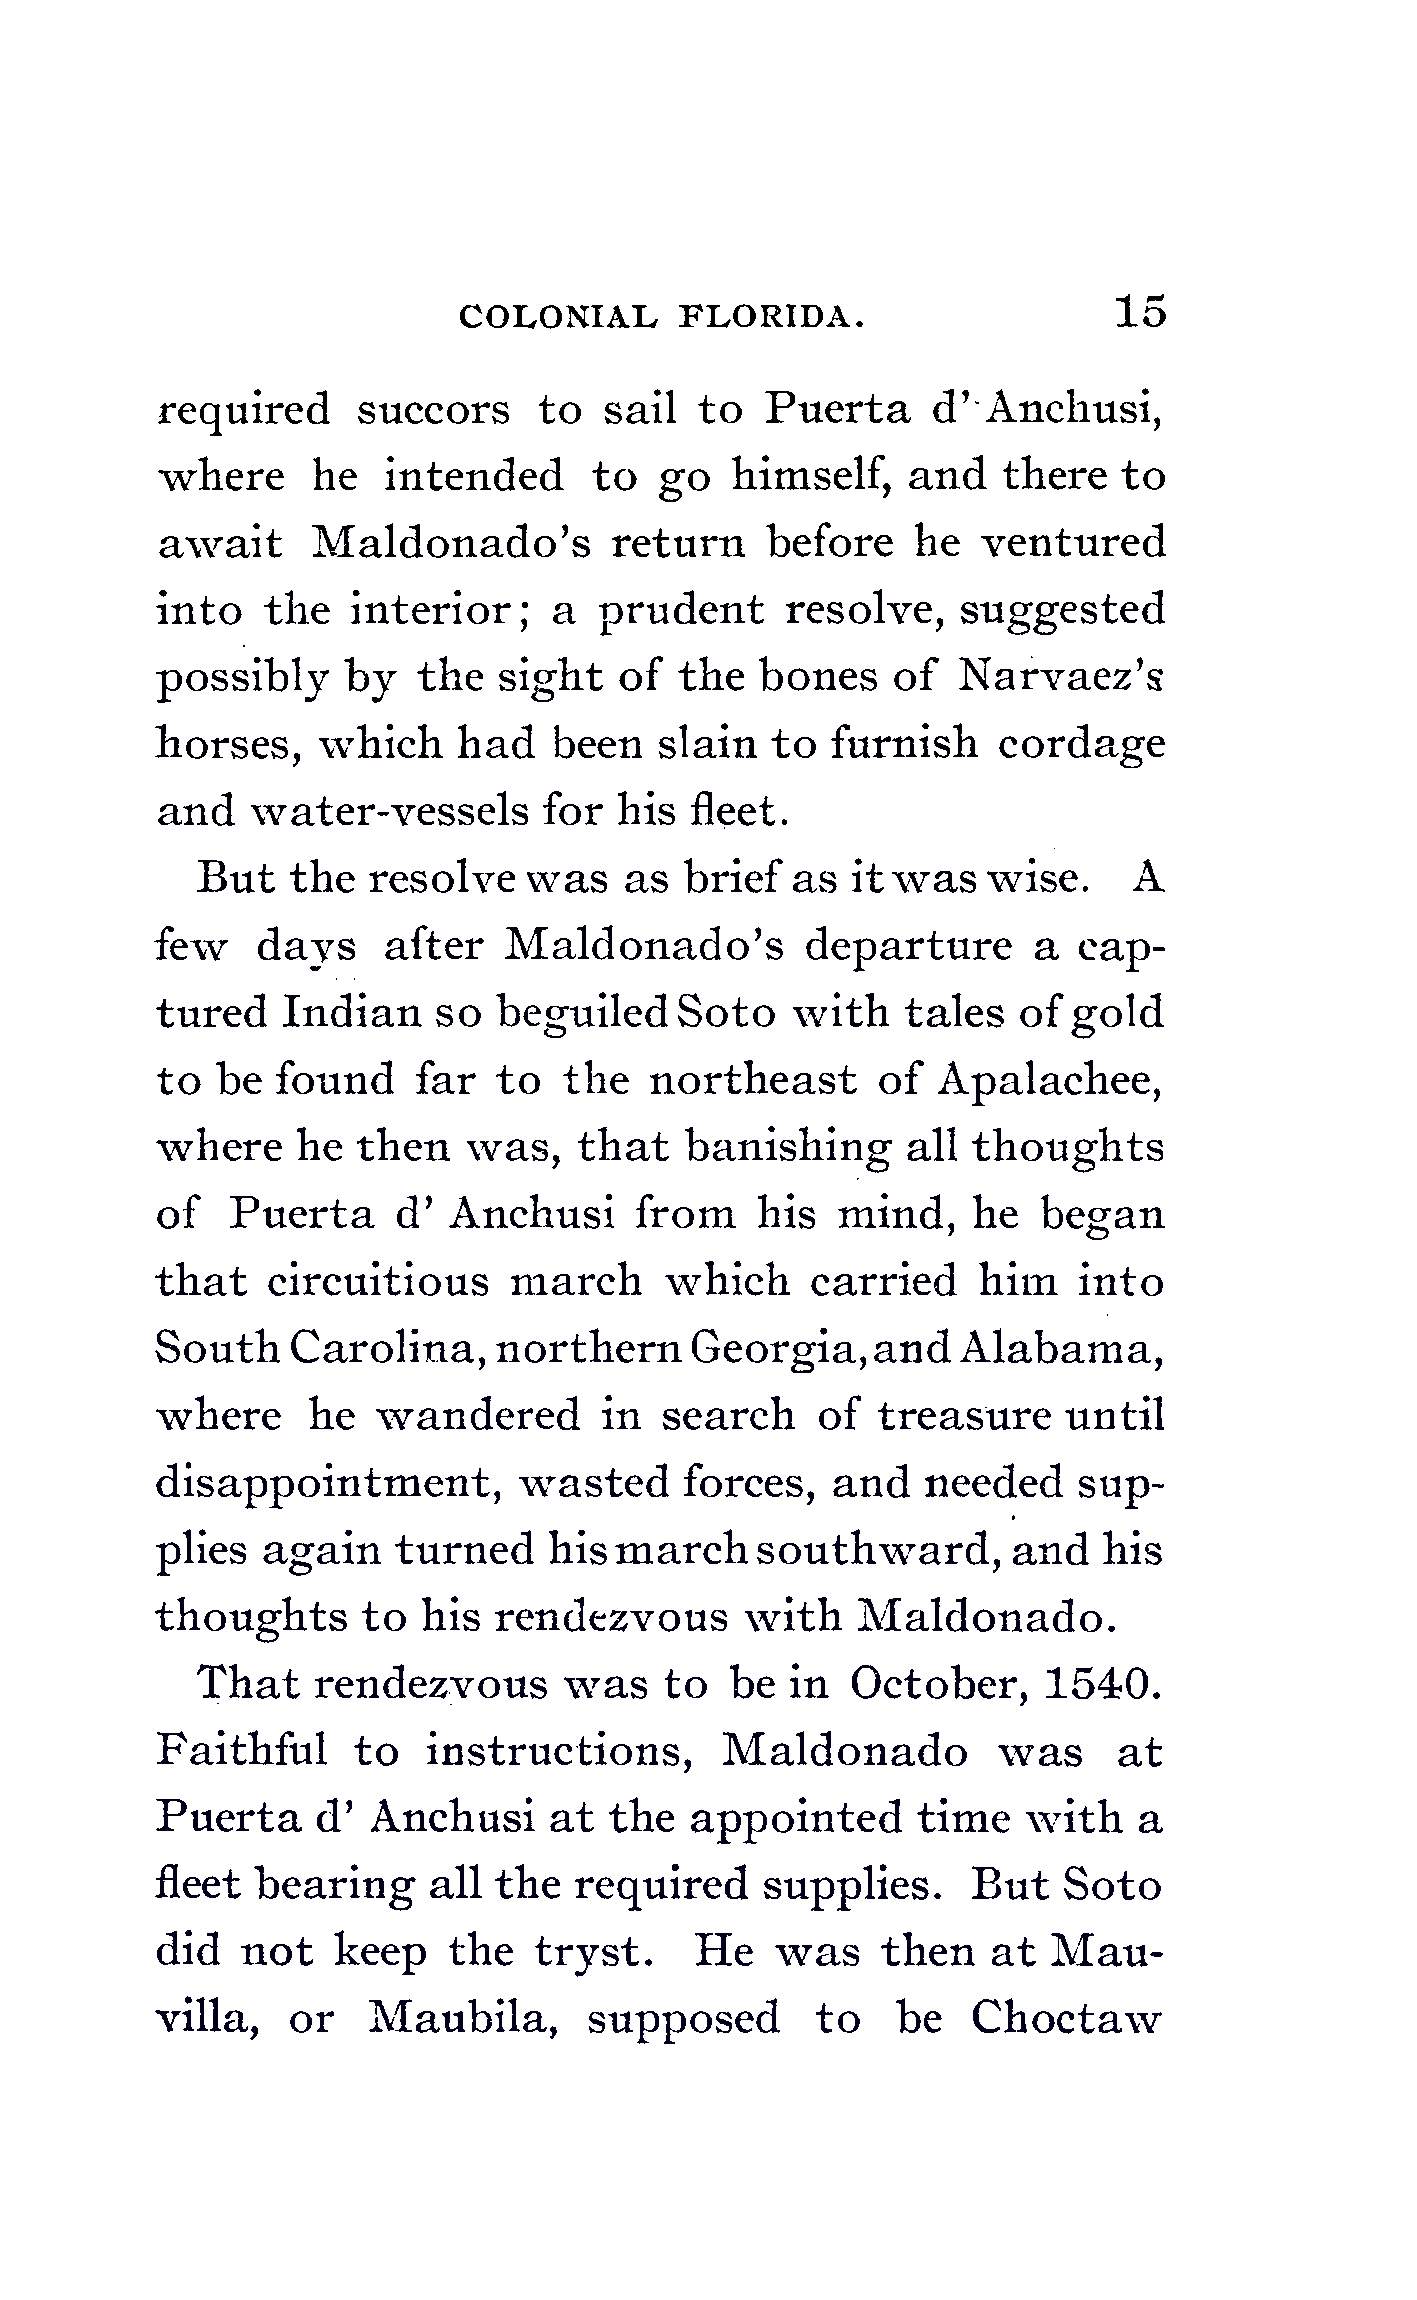 COLONIAL FLORIDA. 15
required succors to sail to Puerta d' Anchusi,
where he intended to go himself, and there to
await Maldonado's return before he ventured
into the interior; a prudent resolve, suggested
possibly by the sight of the bones of Narvaez's
horses, which had been slain to furnish cordage
and water-vessels for his fleet.
But the resolve was as brief as it was wise. A
few days after Maldonado's departure a cap-
tured Indian so beguiled Soto with tales of gold
to be found far to the northeast of Apalachee,
where he then was, that banishing all thoughts
of Puerta d' Anchusi from his mind, he began
that circuitious march which carried him into
South Carolina, northern Georgia, and Alabama,
where he wandered in search of treasure until
disappointment, wasted forces, and needed sup-
plies again turned his march southward, and his
thoughts to his rendezvous with Maldonado.
That rendezvous was to be in October, 1540.
Faithful to instructions, Maldonado was at
Puerta d' Anchusi at the appointed time with a
fleet bearing all the required supplies. But Soto
did not keep the tryst. He was then at Mau-
villa, or Maubila, supposed to be Choctaw